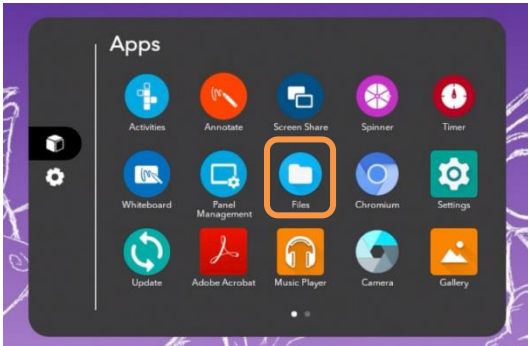 Apps
Activities Annotate Screen Share Spinner Timer
Whiteboard Panel Management Files Chromium Settings
Update Adobe Acrobat Music Player Camera Gallery